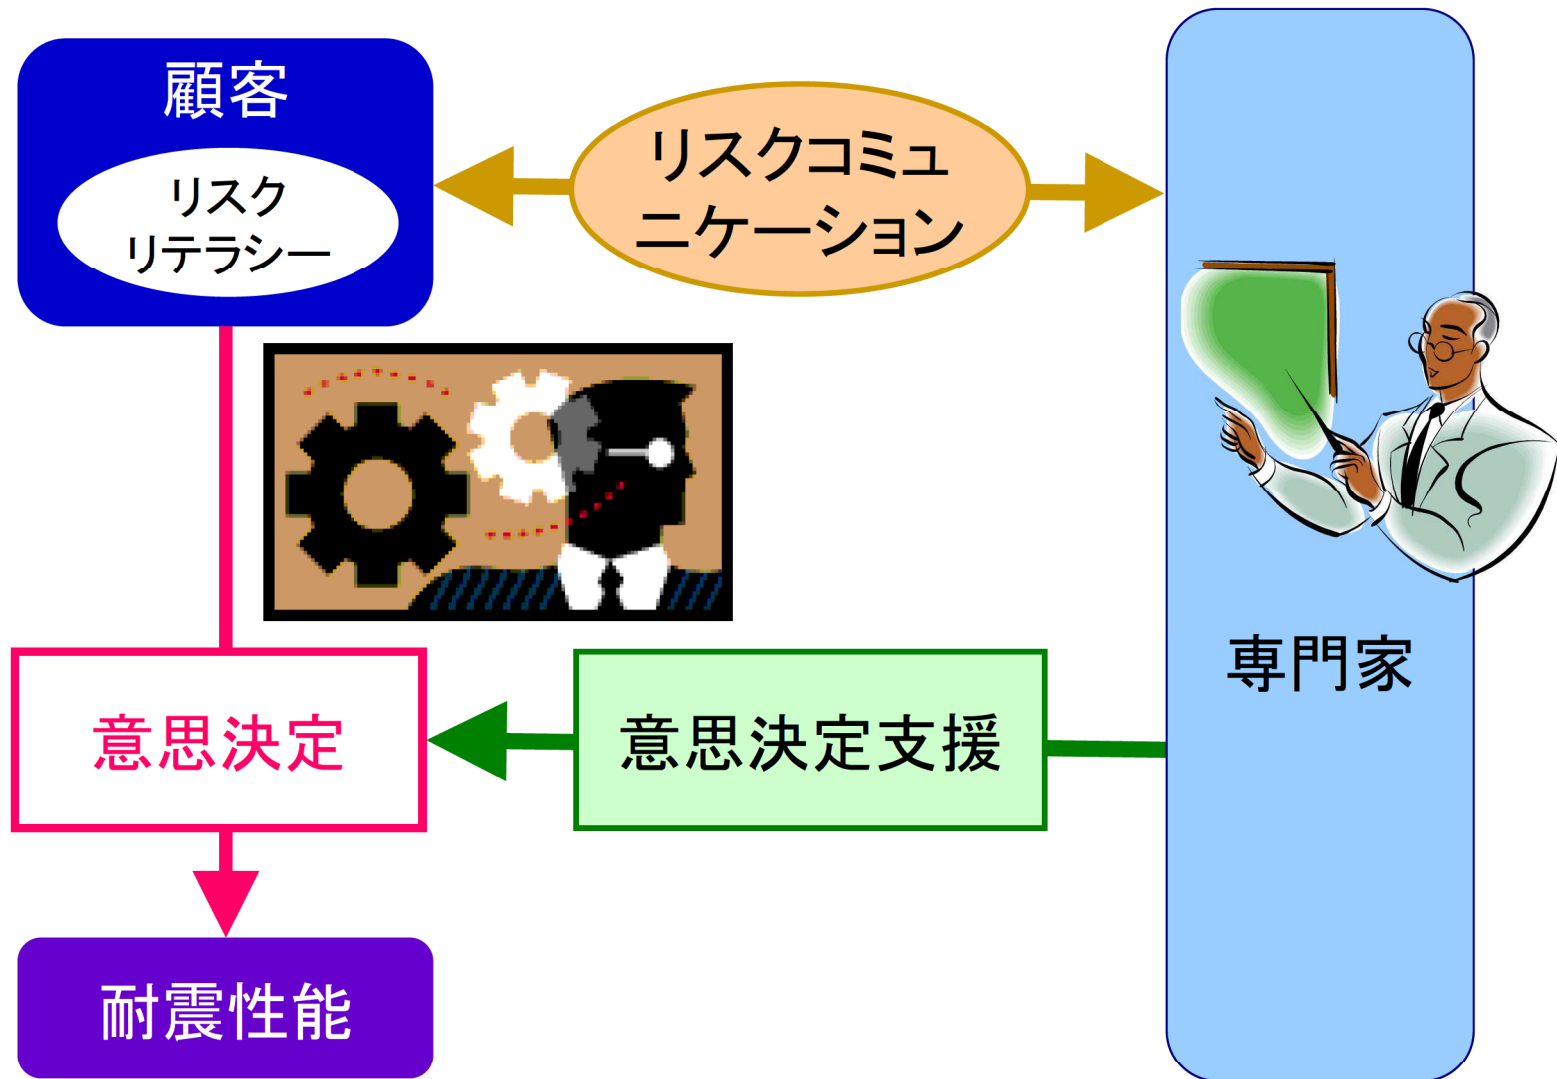 顧客
リスク
リテラシー
リスクコミュ
ニケーション
専門家
意思決定
意思決定支援
耐震性能